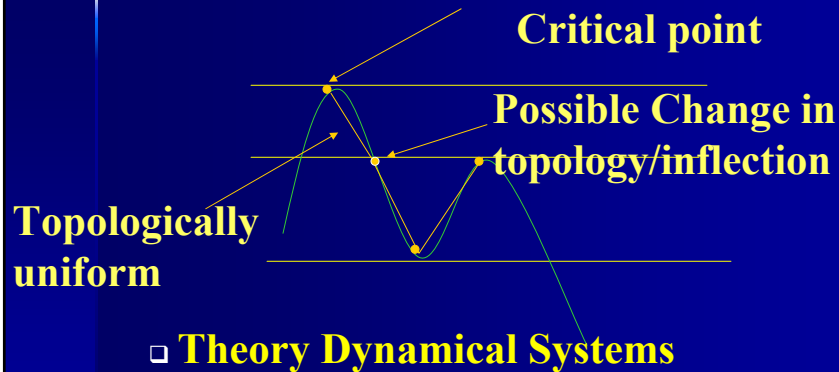 Critical point
Possible Change in
topology/inflection
Topologically
uniform
Theory Dynamical Systems